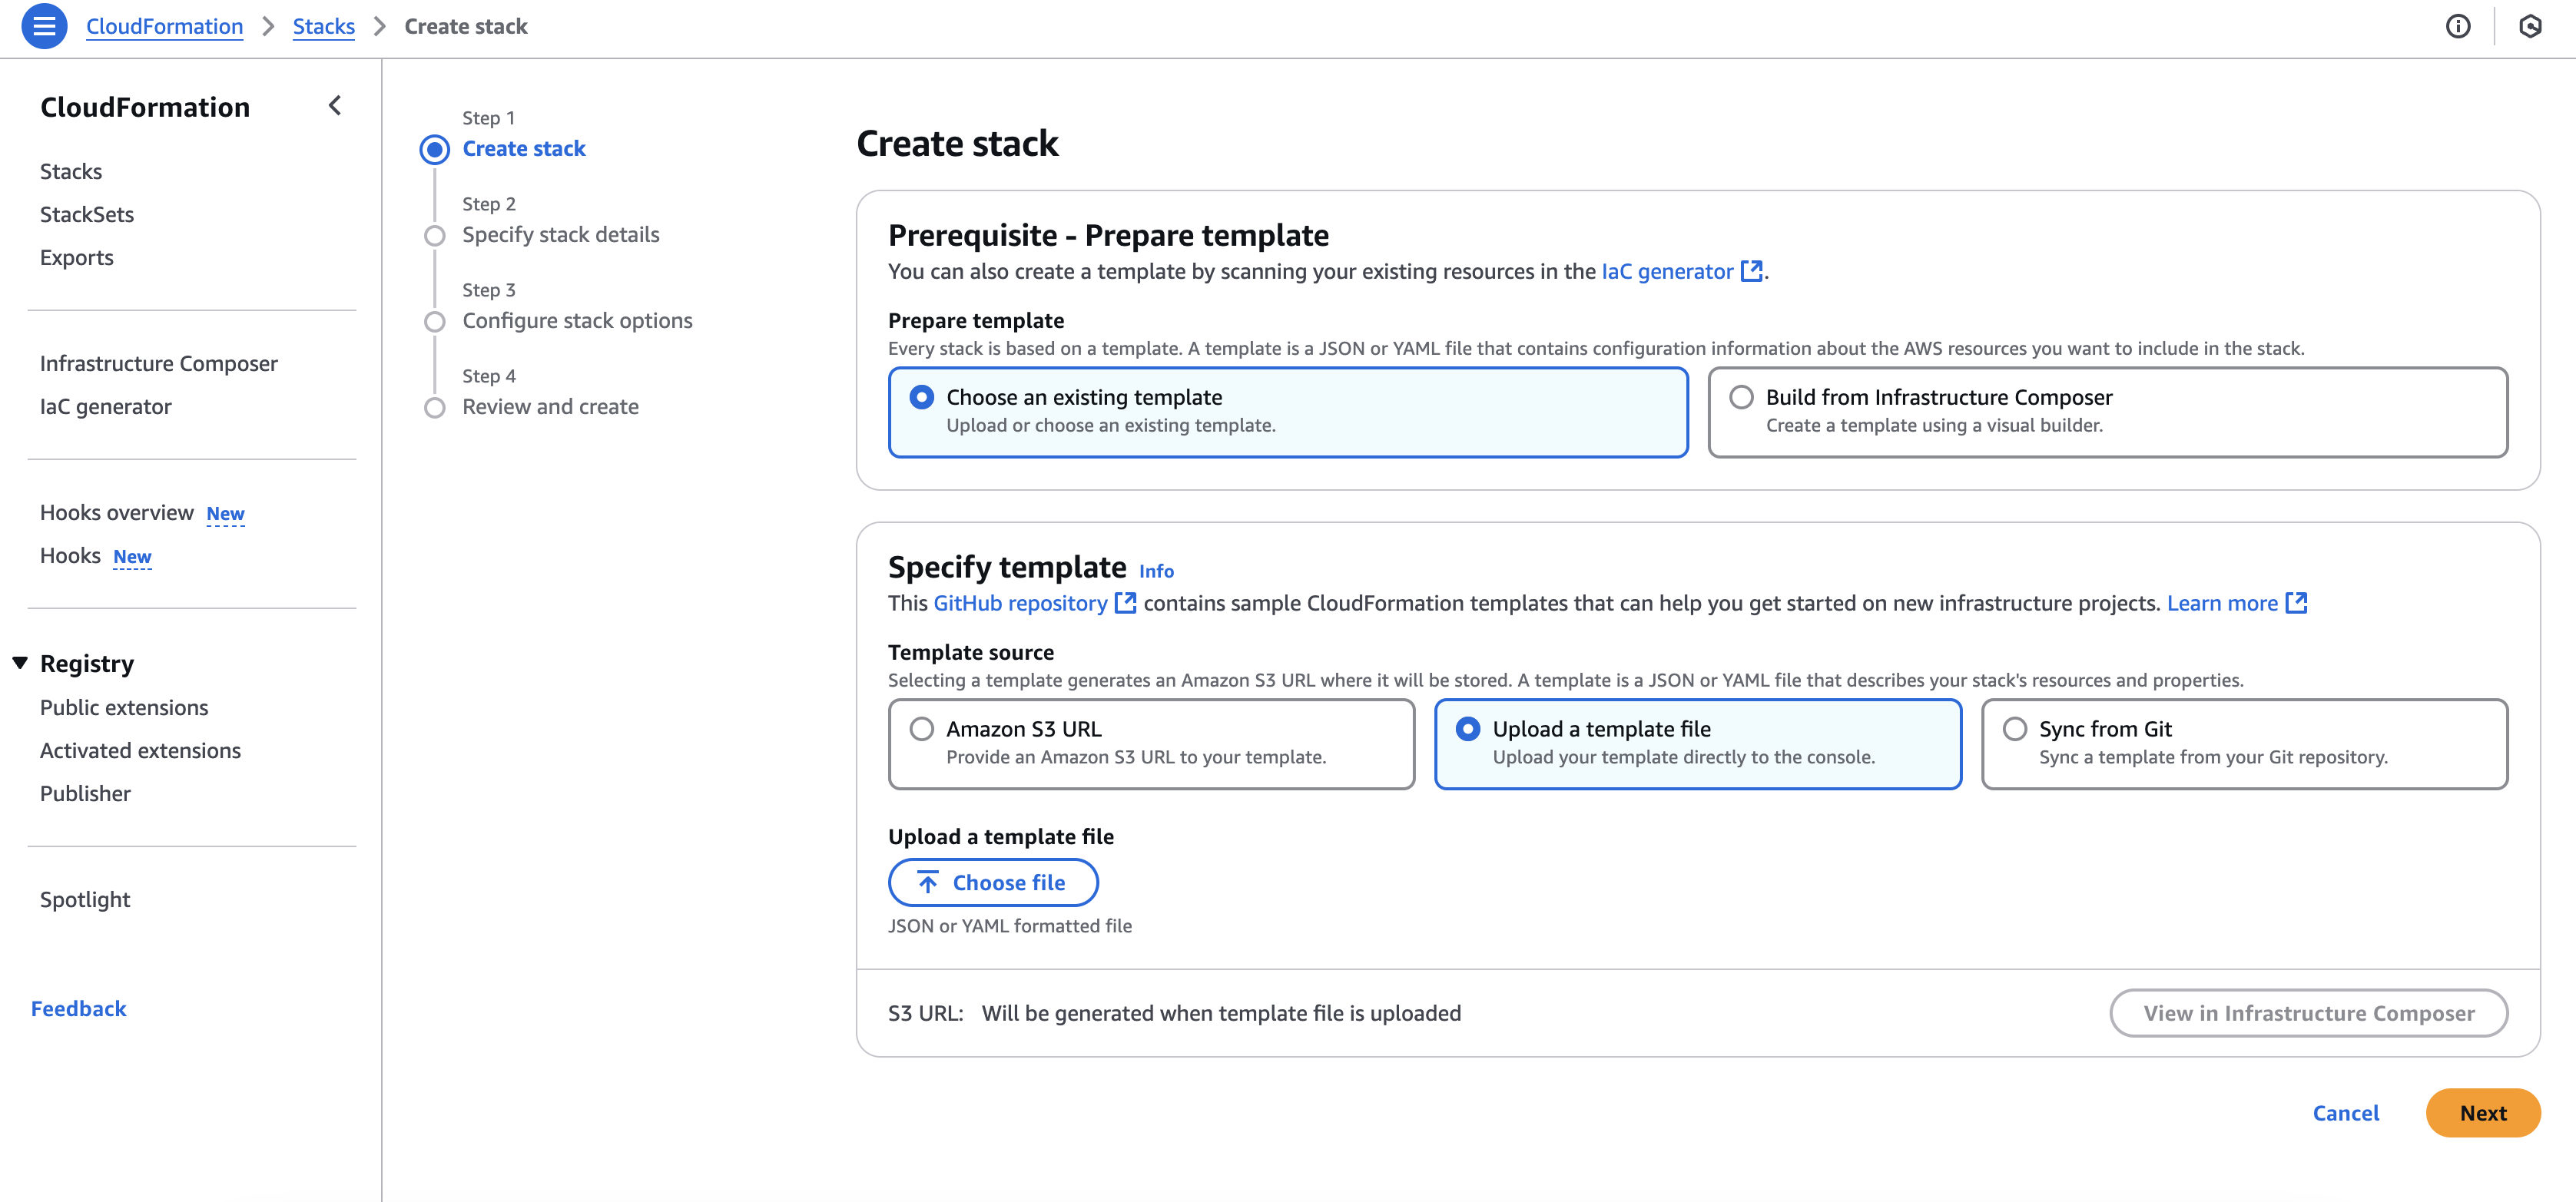 CloudFormation > Stacks > Create stack
CloudFormation
Stacks
StackSets
Exports
Infrastructure Composer
IaC generator
Hooks overview New
Hooks New
Registry
Public extensions
Activated extensions
Publisher
Spotlight
Feedback
Step 1
Create stack
Step 2
Specify stack details
Step 3
Configure stack options
Step 4
Review and create
Create stack
Prerequisite - Prepare template
You can also create a template by scanning your existing resources in the IaC generator.
Prepare template
Every stack is based on a template. A template is a JSON or YAML file that contains configuration information about the AWS resources you want to include in the stack.
Choose an existing template
Upload or choose an existing template.
Build from Infrastructure Composer
Create a template using a visual builder.
Specify template Info
This GitHub repository contains sample CloudFormation templates that can help you get started on new infrastructure projects. Learn more
Template source
Selecting a template generates an Amazon S3 URL where it will be stored. A template is a JSON or YAML file that describes your stack's resources and properties.
Amazon S3 URL
Provide an Amazon S3 URL to your template.
Upload a template file
Upload your template directly to the console.
Sync from Git
Sync a template from your Git repository.
Upload a template file
Choose file
JSON or YAML formatted file
S3 URL: Will be generated when template file is uploaded
View in Infrastructure Composer
Cancel
Next